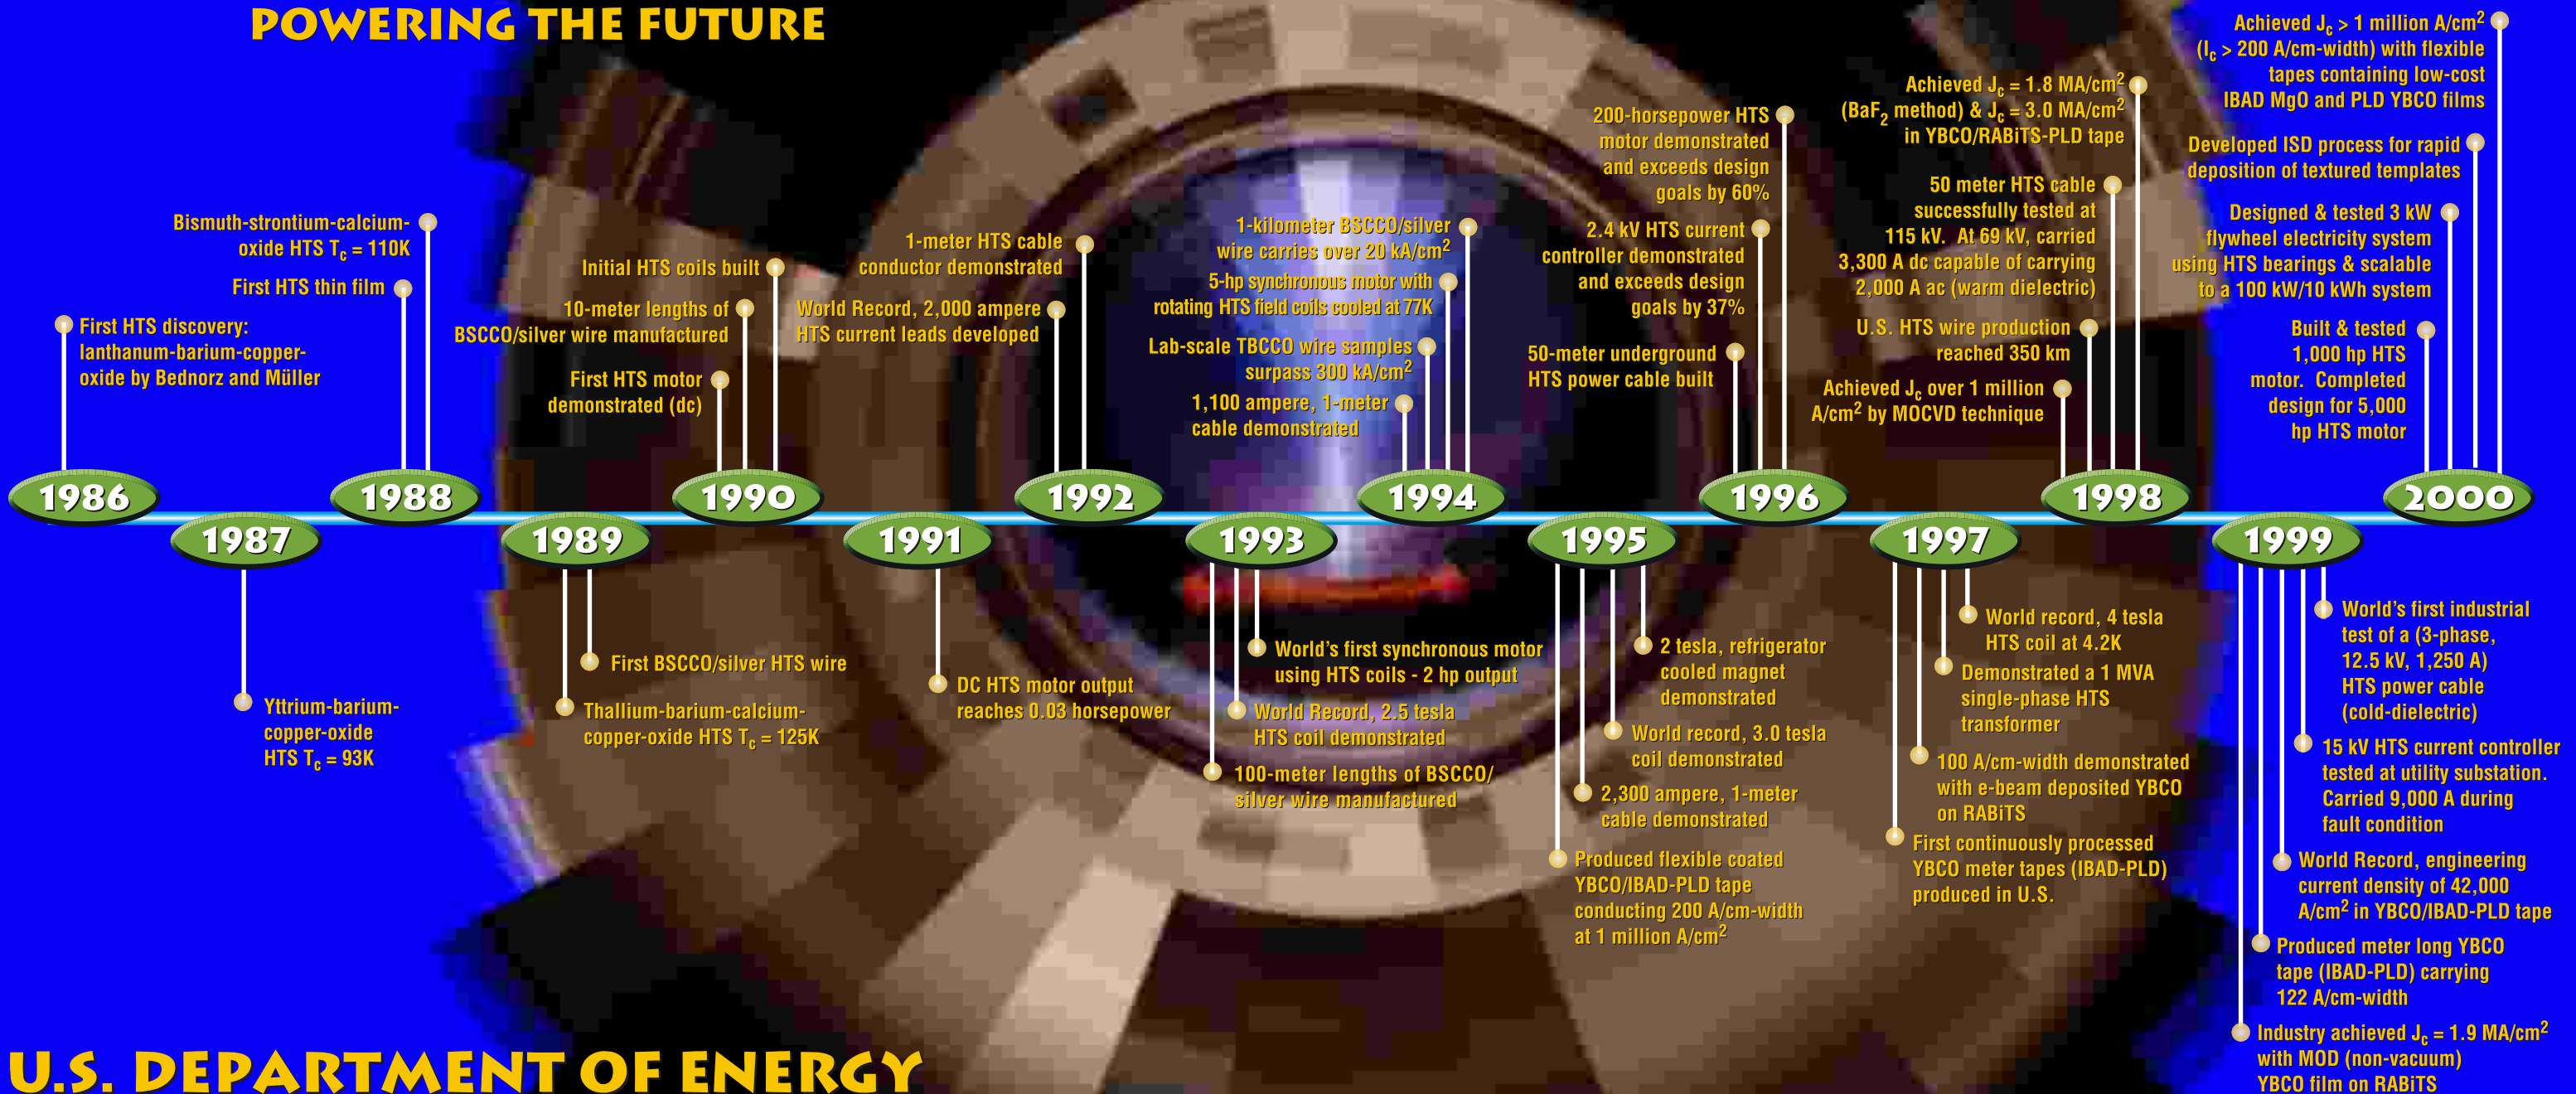 POWERING THE FUTURE
First HTS discovery:
lanthanum-barium-copper-
oxide by Bednorz and Müller
1986
1987
Yttrium-barium-
copper-oxide
HTS Tc = 93K
Bismuth-strontium-calcium-
oxide HTS Tc = 110K
First HTS thin film
1988
1989
First BSCCO/silver HTS wire
Thallium-barium-calcium-
copper-oxide HTS Tc = 125K
Initial HTS coils built
10-meter lengths of
BSCCO/silver wire manufactured
First HTS motor
demonstrated (dc)
1990
1991
DC HTS motor output
reaches 0.03 horsepower
1-meter HTS cable
conductor demonstrated
World Record, 2,000 ampere
HTS current leads developed
1992
1993
World's first synchronous motor
using HTS coils - 2 hp output
World Record, 2.5 tesla
HTS coil demonstrated
100-meter lengths of BSCCO/
silver wire manufactured
1-kilometer BSCCO/silver
wire carries over 20 kA/cm2
5-hp synchronous motor with
rotating HTS field coils cooled at 77K
Lab-scale TBCCO wire samples
surpass 300 kA/cm2
1,100 ampere, 1-meter
cable demonstrated
1994
1995
2 tesla, refrigerator
cooled magnet
demonstrated
World record, 3.0 tesla
coil demonstrated
2,300 ampere, 1-meter
cable demonstrated
Produced flexible coated
YBCO/IBAD-PLD tape
conducting 200 A/cm-width
at 1 million A/cm2
200-horsepower HTS
motor demonstrated
and exceeds design
goals by 60%
2.4 kV HTS current
controller demonstrated
and exceeds design
goals by 37%
50-meter underground
HTS power cable built
1996
1997
World record, 4 tesla
HTS coil at 4.2K
Demonstrated a 1 MVA
single-phase HTS
transformer
100 A/cm-width demonstrated
with e-beam deposited YBCO
on RABiTS
First continuously processed
YBCO meter tapes (IBAD-PLD)
produced in U.S.
Achieved Jc = 1.8 MA/cm2
(BaF2 method) & Jc = 3.0 MA/cm2
in YBCO/RABiTS-PLD tape
50 meter HTS cable
successfully tested at
115 kV. At 69 kV, carried
3,300 A dc capable of carrying
2,000 A ac (warm dielectric)
U.S. HTS wire production
reached 350 km
Achieved Jc over 1 million
A/cm2 by MOCVD technique
1998
1999
World's first industrial
test of a (3-phase,
12.5 kV, 1,250 A)
HTS power cable
(cold-dielectric)
15 kV HTS current controller
tested at utility substation.
Carried 9,000 A during
fault condition
World Record, engineering
current density of 42,000
A/cm2 in YBCO/IBAD-PLD tape
Produced meter long YBCO
tape (IBAD-PLD) carrying
122 A/cm-width
Industry achieved Jc = 1.9 MA/cm2
with MOD (non-vacuum)
YBCO film on RABiTS
Achieved Jc > 1 million A/cm2
(Ic > 200 A/cm-width) with flexible
tapes containing low-cost
IBAD MgO and PLD YBCO films
Developed ISD process for rapid
deposition of textured templates
Designed & tested 3 kW
flywheel electricity system
using HTS bearings & scalable
to a 100 kW/10 kWh system
Built & tested
1,000 hp HTS
motor. Completed
design for 5,000
hp HTS motor
2000
U.S. DEPARTMENT OF ENERGY